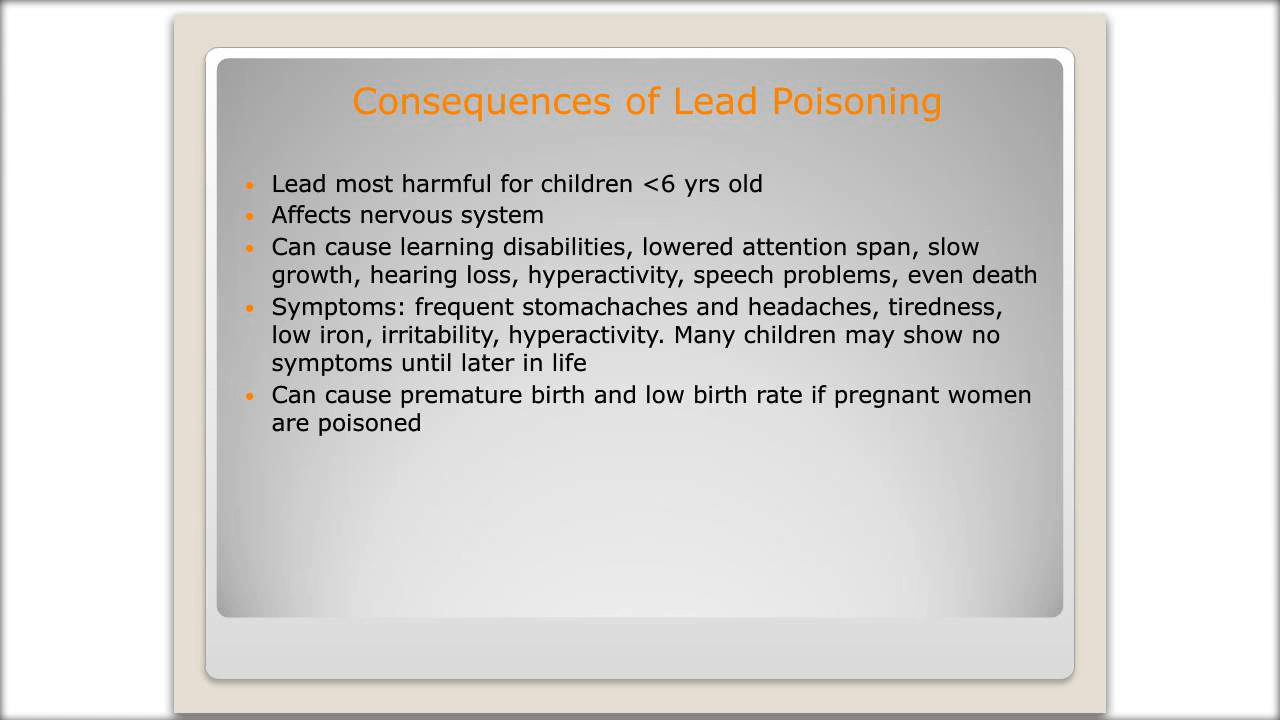 Consequences of Lead Poisoning
• Lead most harmful for children <6 yrs old
• Affects nervous system
• Can cause learning disabilities, lowered attention span, slow
growth, hearing loss, hyperactivity, speech problems, even death
• Symptoms: frequent stomachaches and headaches, tiredness,
low iron, irritability, hyperactivity. Many children may show no
symptoms until later in life
• Can cause premature birth and low birth rate if pregnant women
are poisoned